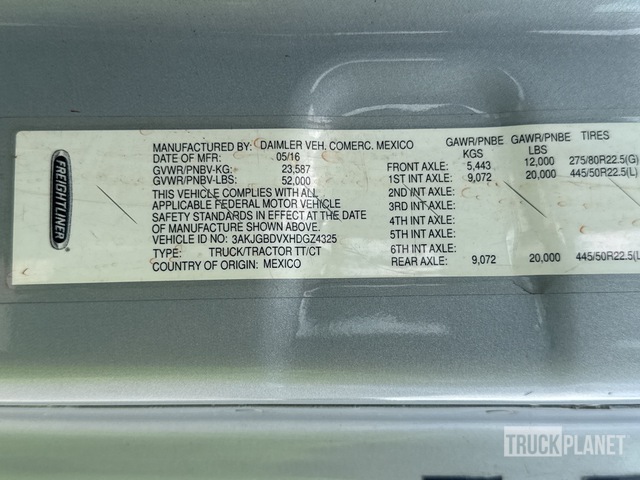 FREIGHTLINER
MANUFACTURED BY: DAIMLER VEH. COMERC. MEXICO
DATE OF MFR: 05/16
GVWR/PNBV-KG: 23,587
GVWR/PNBV-LBS: 52,000
THIS VEHICLE COMPLIES WITH ALL
APPLICABLE FEDERAL MOTOR VEHICLE
SAFETY STANDARDS IN EFFECT AT THE DATE
OF MANUFACTURE SHOWN ABOVE.
VEHICLE ID NO: 3AKJGBDVXHDGZ4325
TYPE: TRUCK/TRACTOR TT/CT
COUNTRY OF ORIGIN: MEXICO
GAWR/PNBE GAWR/PNBE TIRES
KGS LBS
FRONT AXLE: 5,443 12,000 275/80R22.5(G)
1ST INT AXLE: 9,072 20,000 445/50R22.5(L)
2ND INT AXLE:
3RD INT AXLE:
4TH INT AXLE:
5TH INT AXLE:
6TH INT AXLE:
REAR AXLE: 9,072 20,000 445/50R22.5(L
TRUCKPLANET